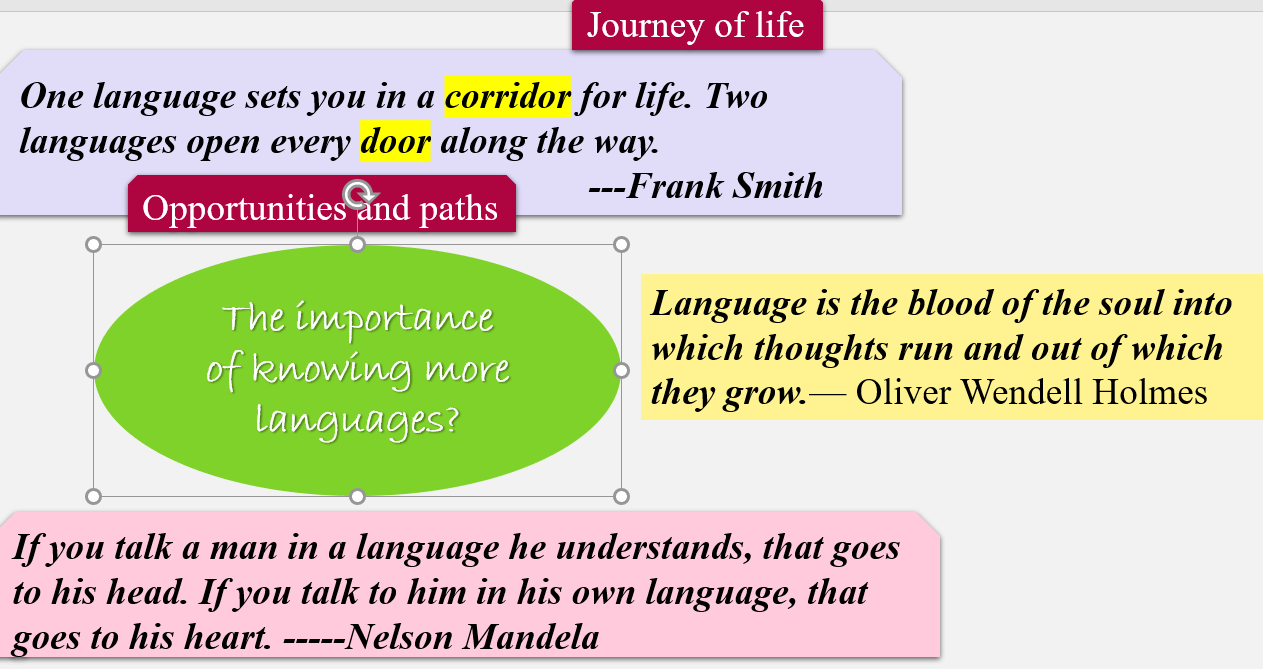 Journey of life
One language sets you in a corridor for life. Two
languages open every door along the way.
---Frank Smith
Opportunities and paths
The importance
of knowing more
languages?
Language is the blood of the soul into
which thoughts run and out of which
they grow.— Oliver Wendell Holmes
If you talk a man in a language he understands, that goes
to his head. If you talk to him in his own language, that
goes to his heart. -----Nelson Mandela